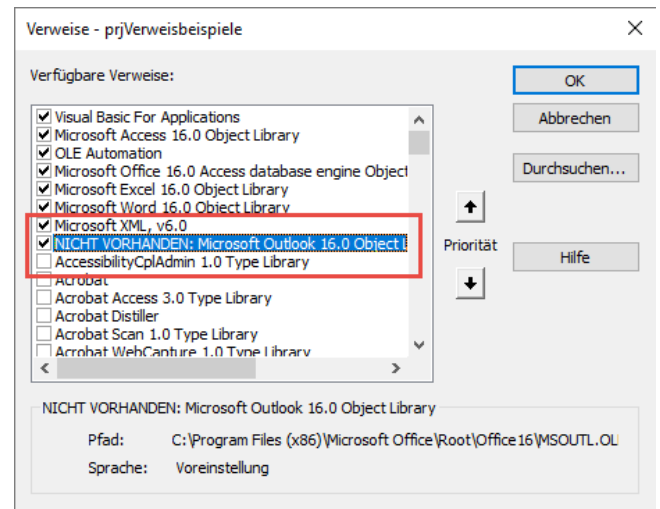 Verweise - prjVerweisbeispiele
Verfügbare Verweise:
Visual Basic For Applications
Microsoft Access 16.0 Object Library
OLE Automation
Microsoft Office 16.0 Access database engine Object
Microsoft Excel 16.0 Object Library
Microsoft Word 16.0 Object Library
Microsoft XML, v6.0
NICHT VORHANDEN: Microsoft Outlook 16.0 Object L
AccessibilityCplAdmin 1.0 Type Library
Acrobat
Acrobat Access 3.0 Type Library
Acrobat Distiller
Acrobat Scan 1.0 Type Library
Acrobat WebCapture 1.0 Type Library
Priorität
OK
Abbrechen
Durchsuchen...
Hilfe
NICHT VORHANDEN: Microsoft Outlook 16.0 Object Library
Pfad: C:\Program Files (x86)\Microsoft Office\Root\Office16\MSOUTL.OL
Sprache: Voreinstellung